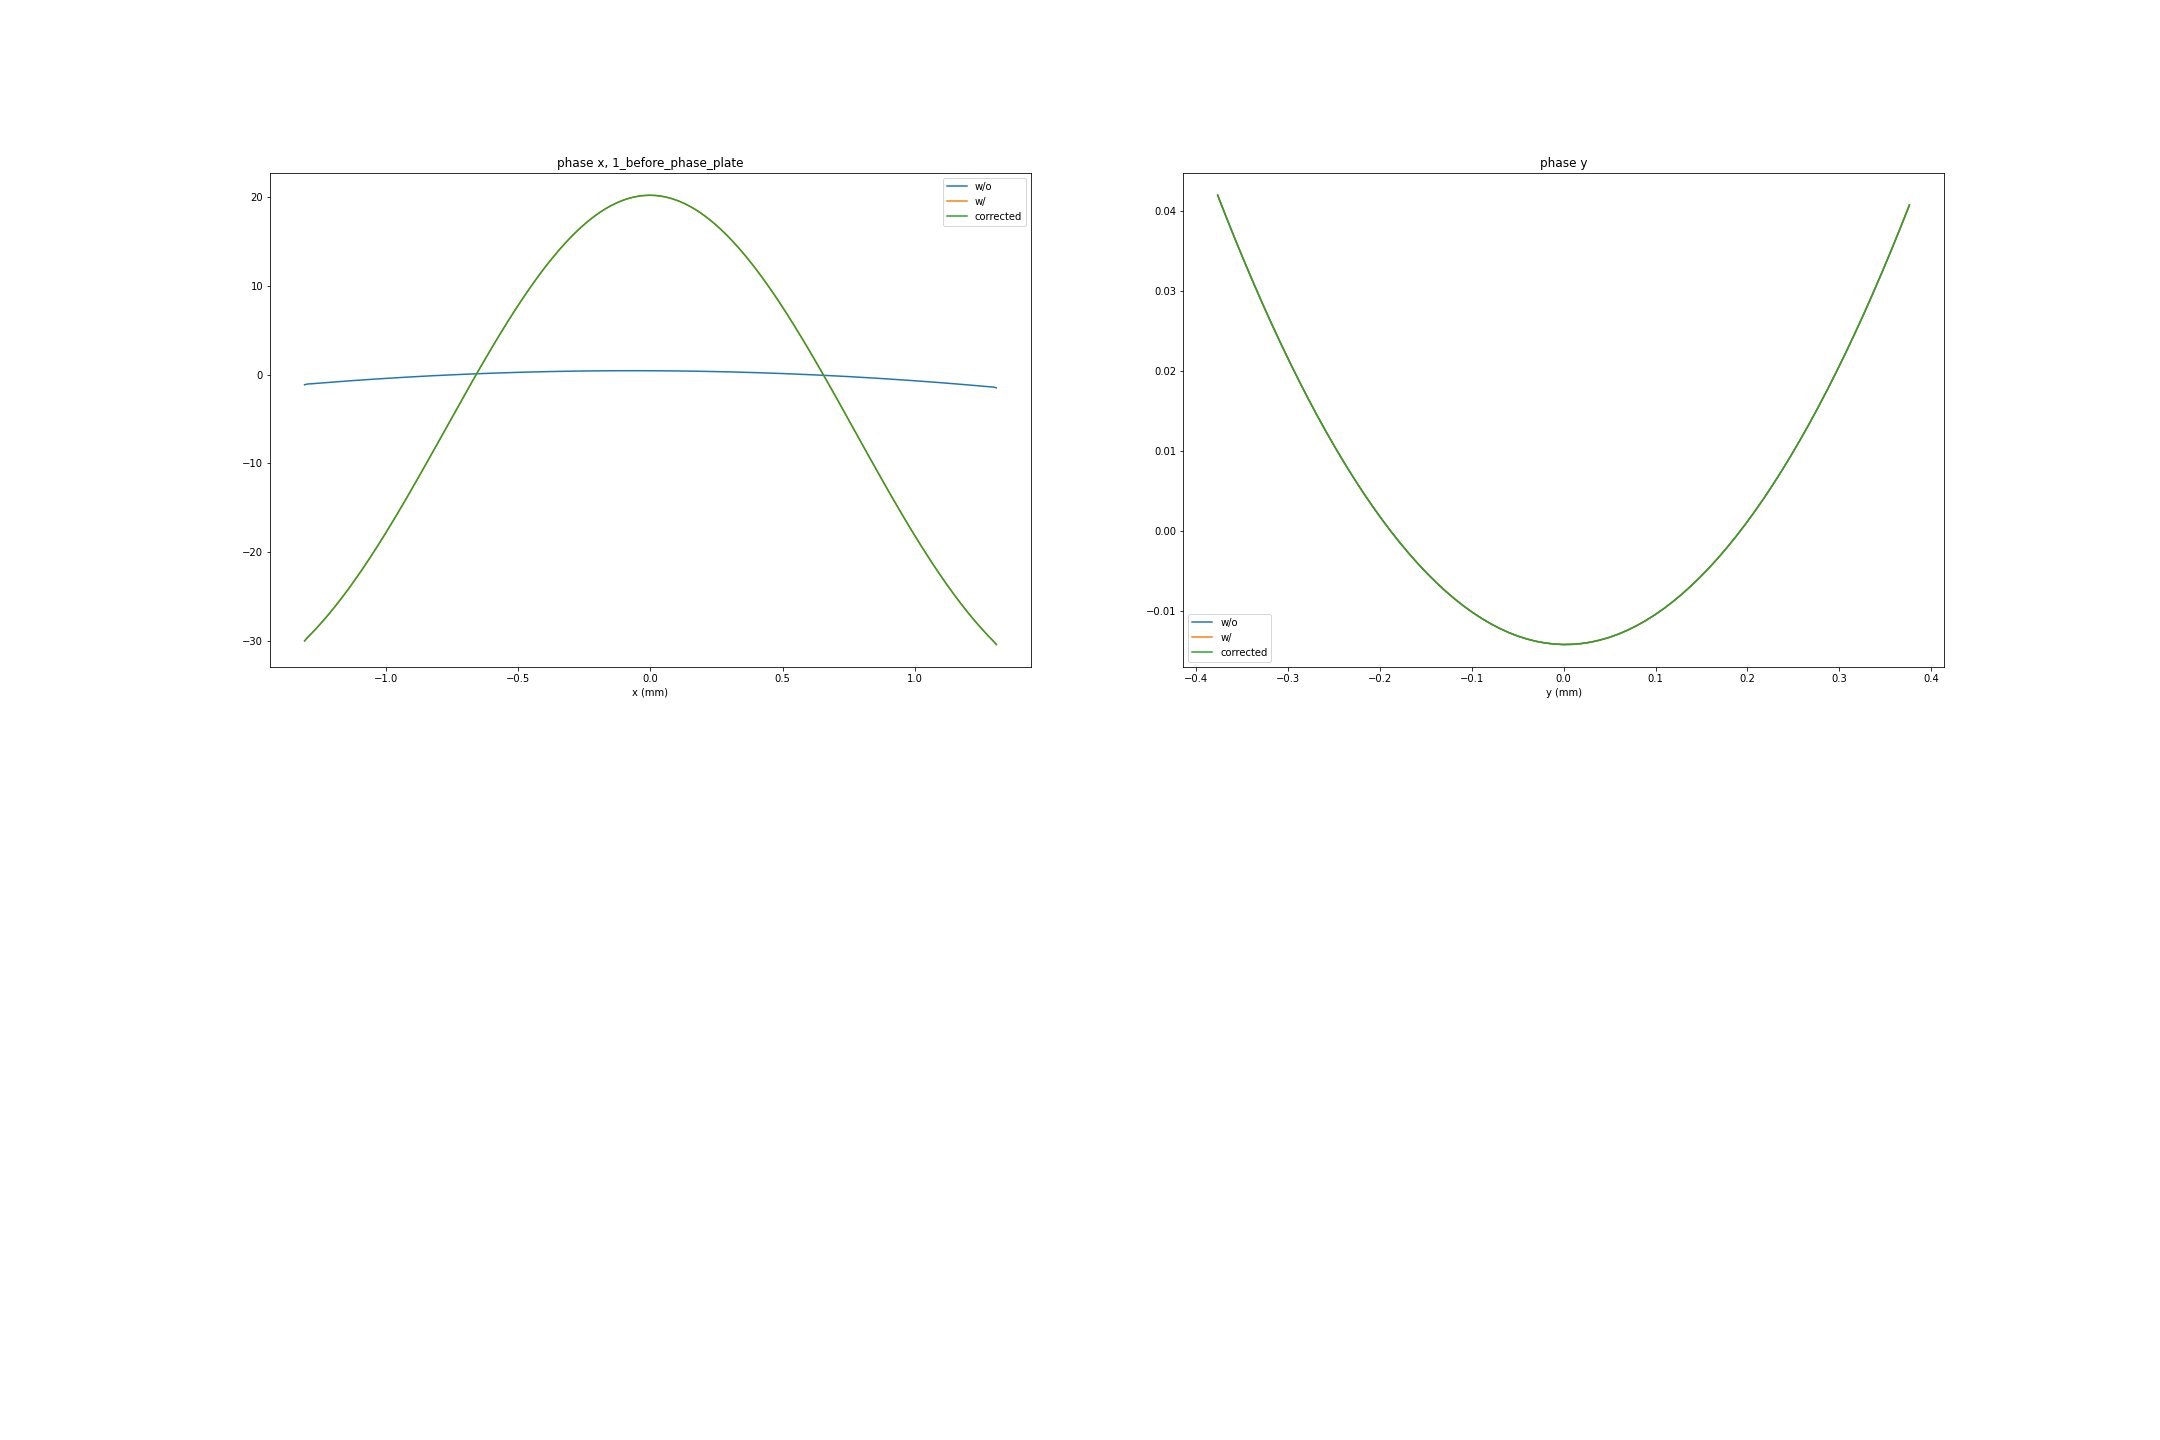 phase x, 1_before_phase_plate
w/o
w/
corrected
20
10
0
−10
−20
−30
−1.0
−0.5
0.0
0.5
1.0
x (mm)
phase y
0.04
0.03
0.02
0.01
0.00
−0.01
w/o
w/
corrected
−0.4
−0.3
−0.2
−0.1
0.0
0.1
0.2
0.3
0.4
y (mm)